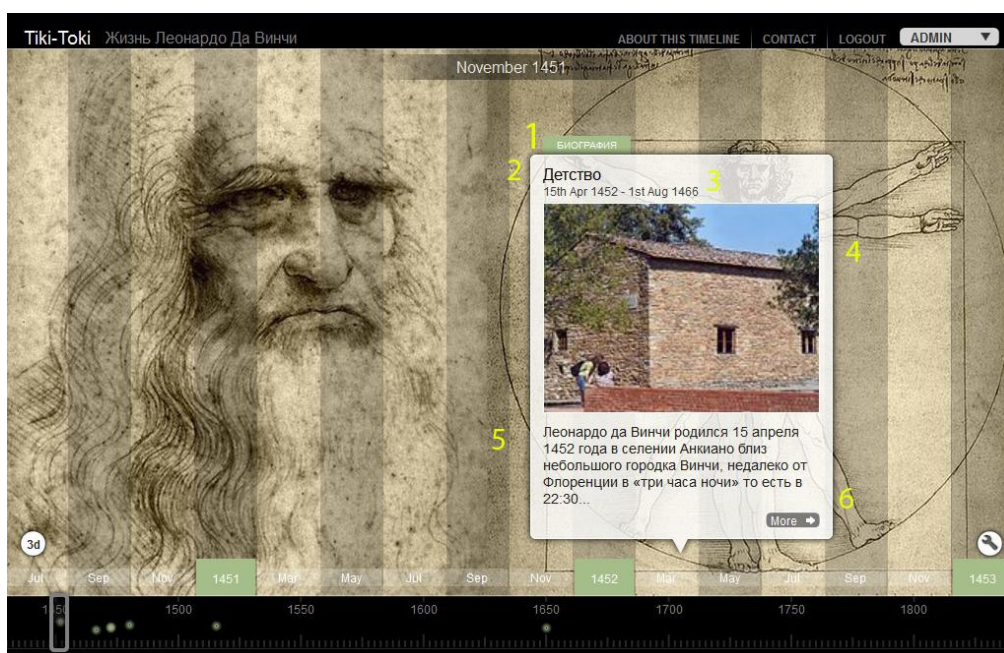 Tiki-Toki Жизнь Леонардо Да Винчи ABOUT THIS TIMELINE CONTACT LOGOUT ADMIN
November 1451
1
БИОГРАФИЯ
2
Детство
3
15th Apr 1452 - 1st Aug 1466
4
5
Леонардо да Винчи родился 15 апреля
1452 года в селении Анкиано близ
небольшого городка Винчи, недалеко от
Флоренции в «три часа ночи» то есть в
22:30...
6
More
3d
Jul Sep Nov 1451 Mar May Jul Sep Nov 1452 Mar May Jul Sep Nov 1453
1450 1500 1550 1600 1650 1700 1750 1800